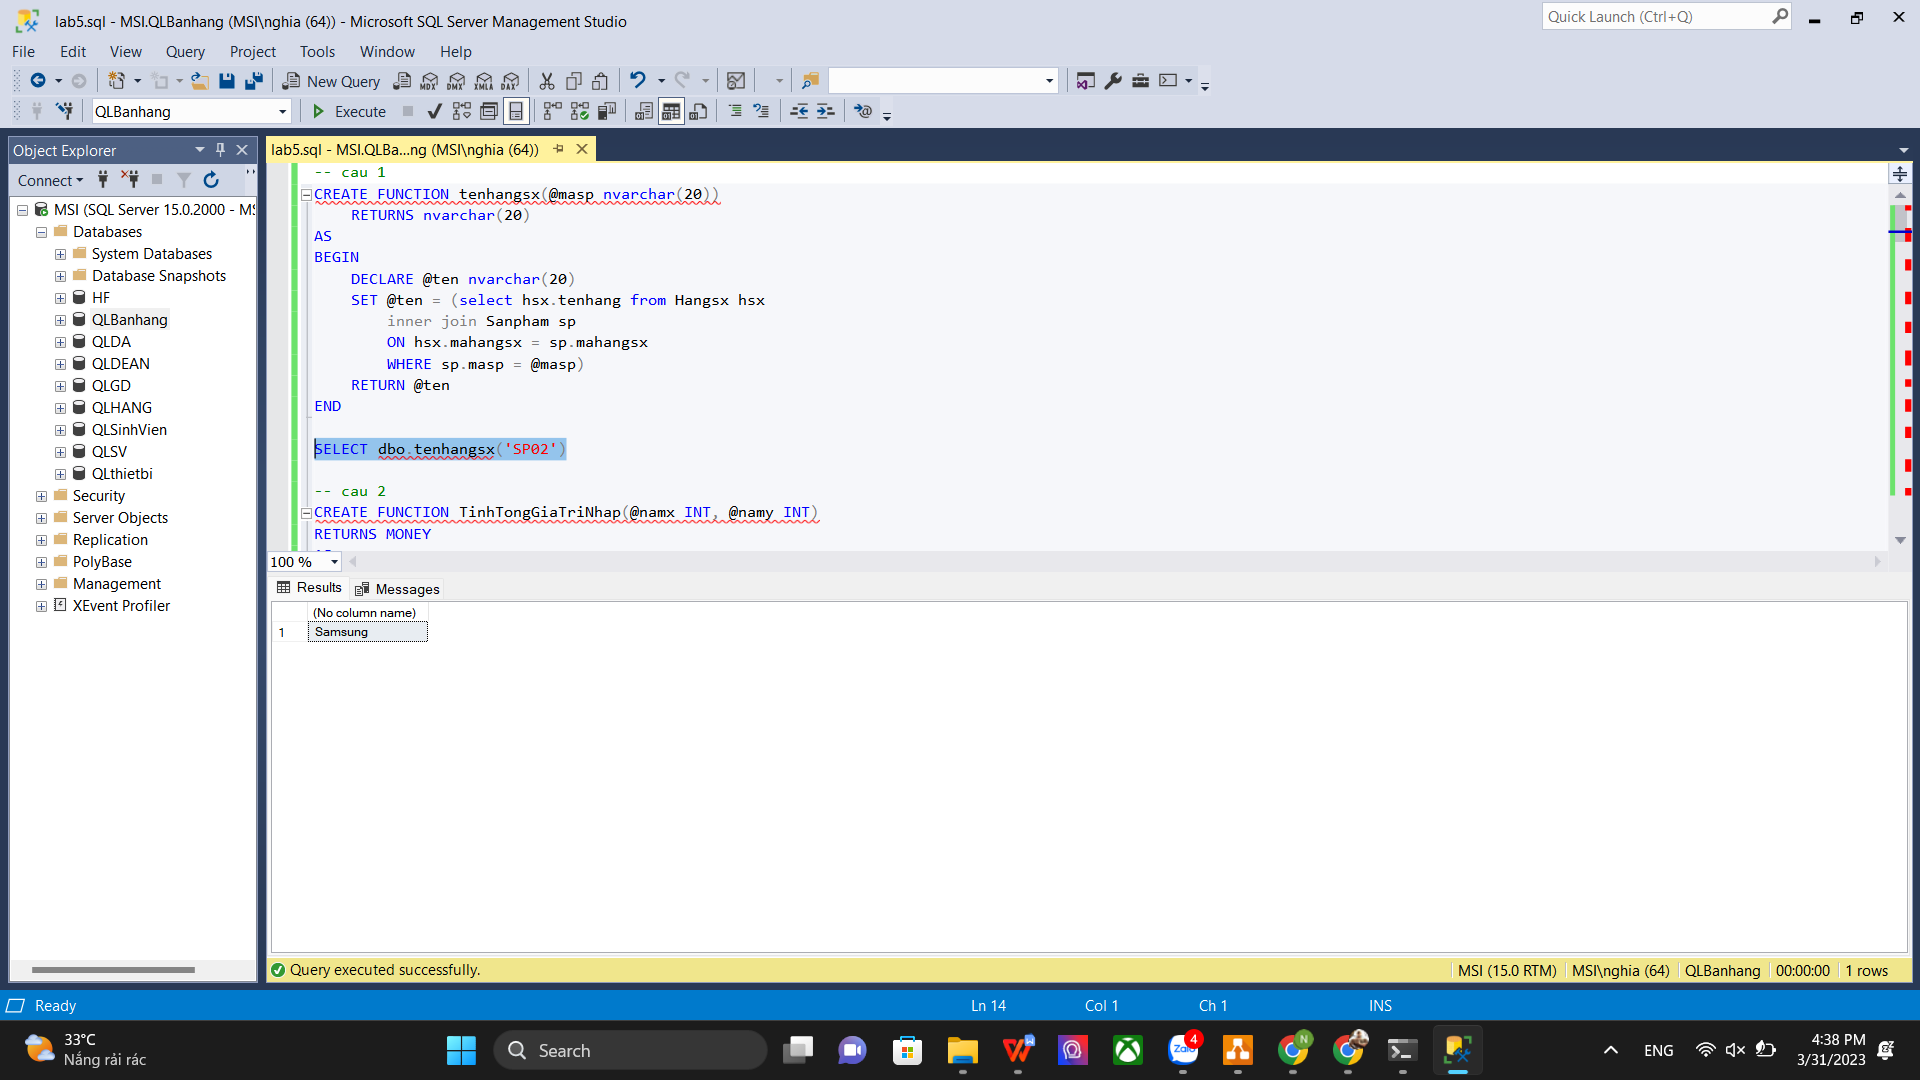 lab5.sql - MSI.QLBanhang (MSI\nghia (64)) - Microsoft SQL Server Management Studio
Quick Launch (Ctrl+Q)
File Edit View Query Project Tools Window Help
New Query MDX DMX XMLA DAX
QLBanhang Execute
Object Explorer
Connect
MSI (SQL Server 15.0.2000 - MS
Databases
System Databases
Database Snapshots
HF
QLBanhang
QLDA
QLDEAN
QLGD
QLHANG
QLSinhVien
QLSV
QLthietbi
Security
Server Objects
Replication
PolyBase
Management
XEvent Profiler
lab5.sql - MSI.QLBa...ng (MSI\nghia (64))
-- cau 1
CREATE FUNCTION tenhangsx(@masp nvarchar(20))
RETURNS nvarchar(20)
AS
BEGIN
DECLARE @ten nvarchar(20)
SET @ten = (select hsx.tenhang from Hangsx hsx
inner join Sanpham sp
ON hsx.mahangsx = sp.mahangsx
WHERE sp.masp = @masp)
RETURN @ten
END
SELECT dbo.tenhangsx('SP02')
-- cau 2
CREATE FUNCTION TinhTongGiaTriNhap(@namx INT, @namy INT)
RETURNS MONEY
100 %
Results Messages
(No column name)
1 Samsung
Query executed successfully.
MSI (15.0 RTM) MSI\nghia (64) QLBanhang 00:00:00 1 rows
Ready Ln 14 Col 1 Ch 1 INS
33°C
Nắng rải rác
Search
Zalo 4
N
ENG
4:38 PM
3/31/2023